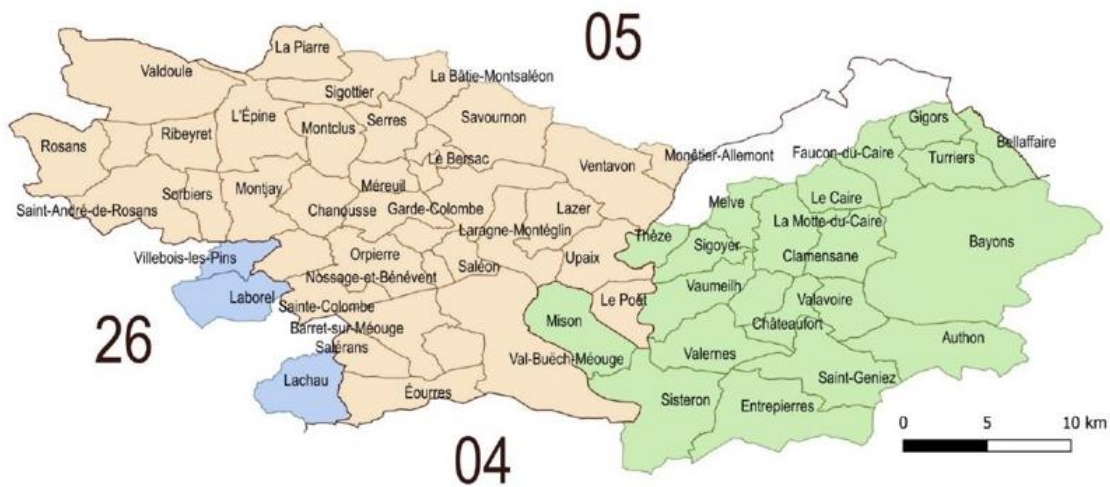 05
La Piarre
Valdoule
La Bâtie-Montsaléon
Sigottier
L'Épine
Montclus
Serres
Savournon
Gigors
Rosans
Ribeyret
Bellaffaire
Le Bersac
Ventavon
Monêtier-Allemont
Faucon-du-Caire
Turriers
Sorbiers
Montjay
Méreuil
Saint-André-de-Rosans
Chanousse
Garde-Colombe
Lazer
Melve
Le Caire
Laragne-Montéglin
La Motte-du-Caire
Thèze
Sigoyer
Bayons
Villebois-les-Pins
Orpierre
Saléon
Upaix
Clamensane
Nossage-et-Bénévent
Vaumeilh
Laborel
Sainte-Colombe
Le Poët
Valavoire
26
Barret-sur-Méouge
Mison
Châteaufort
Authon
Salérans
Val-Buëch-Méouge
Valernes
Lachau
Éourres
Saint-Geniez
Sisteron
Entrepierres
0 5 10 km
04